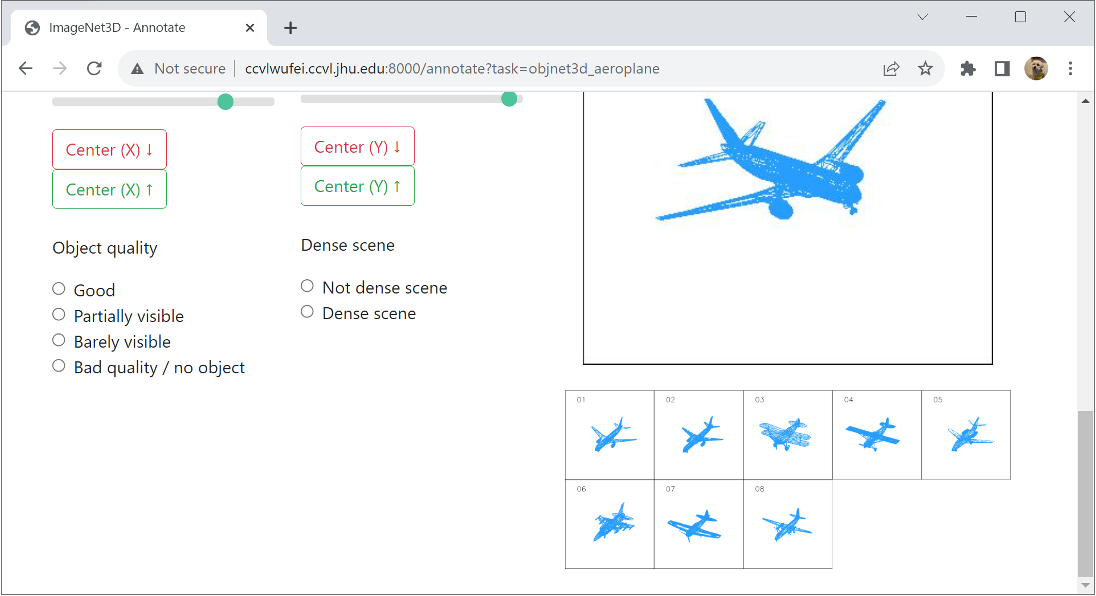 ImageNet3D - Annotate
Not secure
ccvlwufei.ccvl.jhu.edu:8000/annotate?task=objnet3d_aeroplane
Center (X) ↓
Center (X) ↑
Center (Y) ↓
Center (Y) ↑
Object quality
Good
Partially visible
Barely visible
Bad quality / no object
Dense scene
Not dense scene
Dense scene
01
02
03
04
05
06
07
08